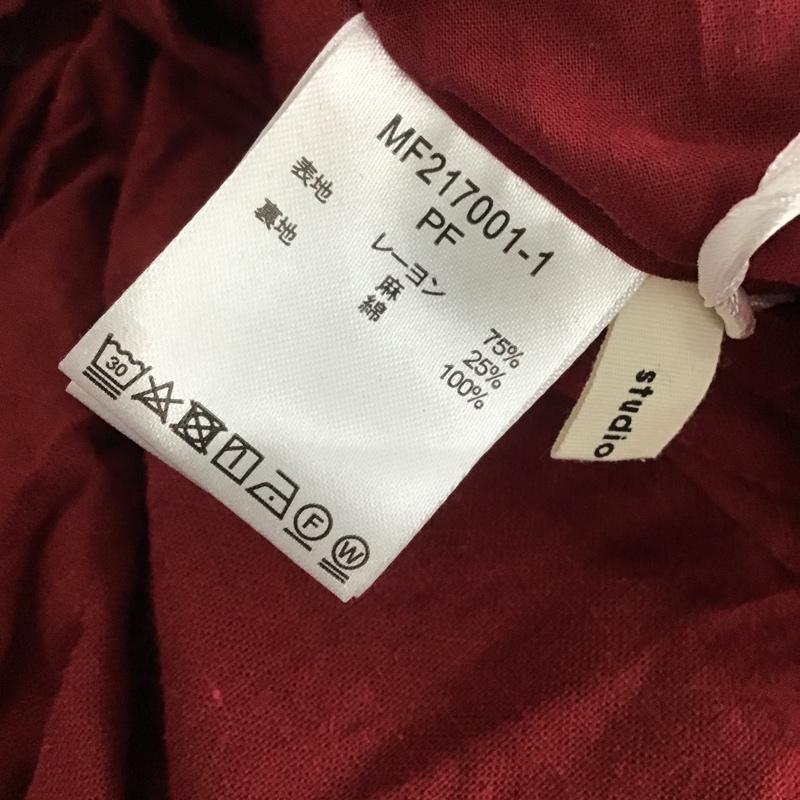 MF217001-1
PF
表地 レーヨン 75%
麻 25%
裏地 綿 100%
30
F
W
studio